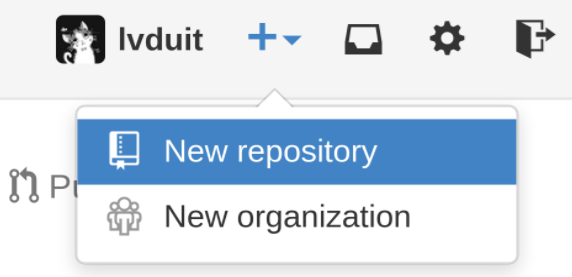 lvduit
New repository
New organization